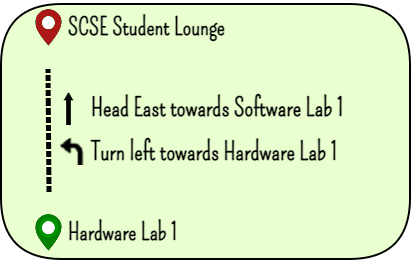 SCSE Student Lounge
Head East towards Software Lab 1
Turn left towards Hardware Lab 1
Hardware Lab 1